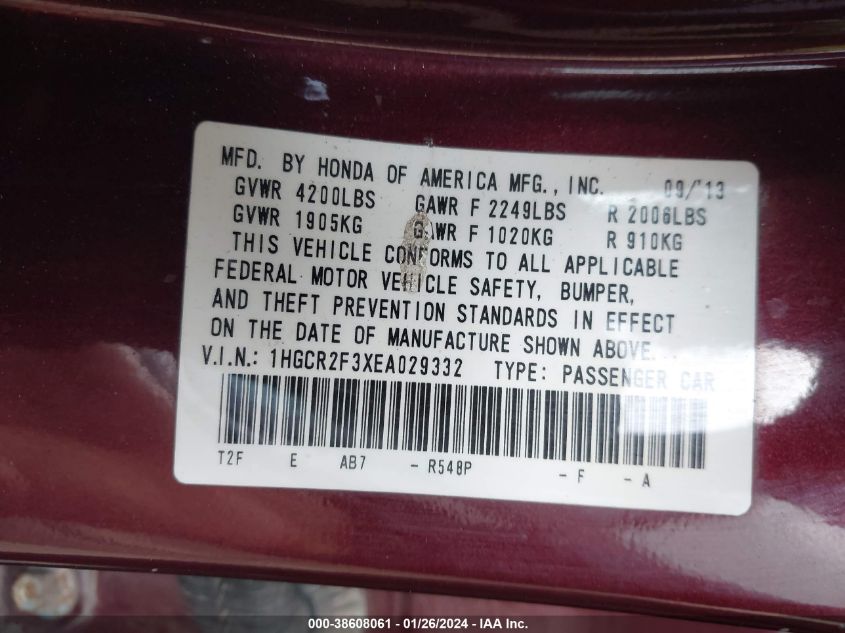 MFD. BY HONDA OF AMERICA MFG., INC. 09/'13
GVWR 4200LBS GAWR F 2249LBS R 2006LBS
GVWR 1905KG GAWR F 1020KG R 910KG
THIS VEHICLE CONFORMS TO ALL APPLICABLE
FEDERAL MOTOR VEHICLE SAFETY, BUMPER,
AND THEFT PREVENTION STANDARDS IN EFFECT
ON THE DATE OF MANUFACTURE SHOWN ABOVE.
V.I.N.: 1HGCR2F3XEA029332 TYPE: PASSENGER CAR
T2F E AB7 - R548P - F - A
000-38608061 - 01/26/2024 - IAA Inc.